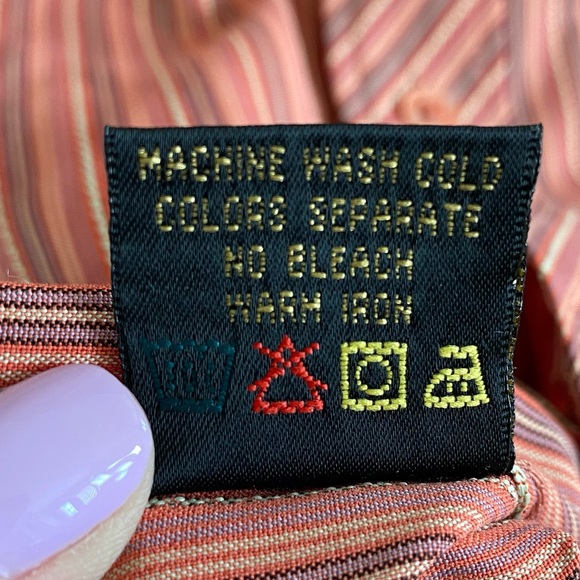 MACHINE WASH COLD
COLORS SEPARATE
NO BLEACH
WARM IRON